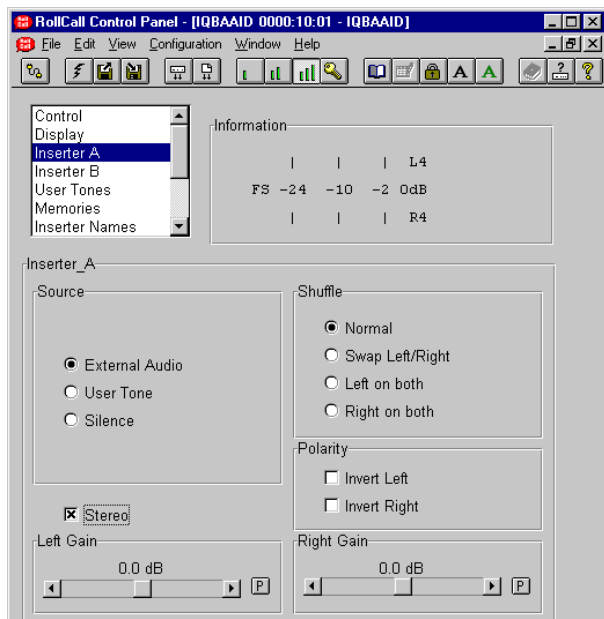 RollCall Control Panel - [IQBAAID 0000:10:01 - IQBAAID]
File Edit View Configuration Window Help
A A
Control
Display
Inserter A
Inserter B
User Tones
Memories
Inserter Names
Information
L4
FS -24 -10 -2 0dB
R4
Inserter_A
Source
External Audio
User Tone
Silence
Stereo
Shuffle
Normal
Swap Left/Right
Left on both
Right on both
Polarity
Invert Left
Invert Right
Left Gain
0.0 dB
P
Right Gain
0.0 dB
P